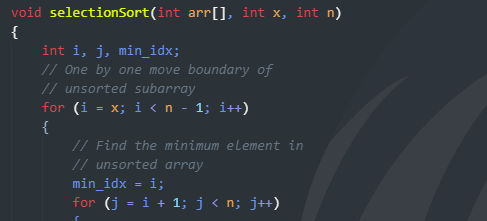 void selectionSort(int arr[], int x, int n)
{
    int i, j, min_idx;
    // One by one move boundary of
    // unsorted subarray
    for (i = x; i < n - 1; i++)
    {
        // Find the minimum element in
        // unsorted array
        min_idx = i;
        for (j = i + 1; j < n; j++)
        {